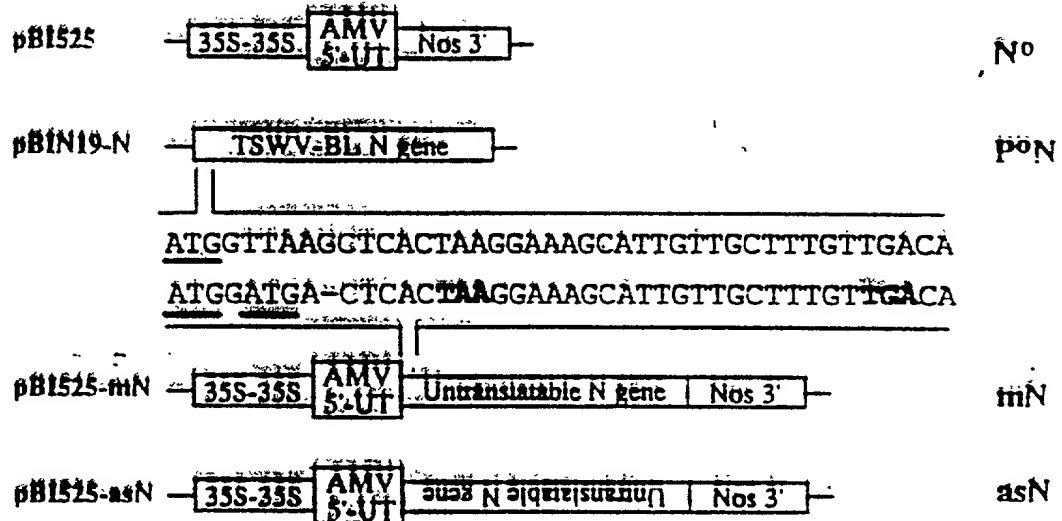 pBI525 35S-35S AMV 5'-UT Nos 3' No
pBIN19-N TSWV-BL N gene poN
ATGGTTAAGGTCACTAAGGAAAGCATTGTTGCTTTGTTGACA
ATGGATGA-CTCACTAAGGAAAGCATTGTTGCTTTGTTGACA
pBI525-mN 35S-35S AMV 5'-UT Untranslatable N gene Nos 3' mN
pBI525-asN 35S-35S AMV 5'-UT Untranslatable N gene Nos 3' asN